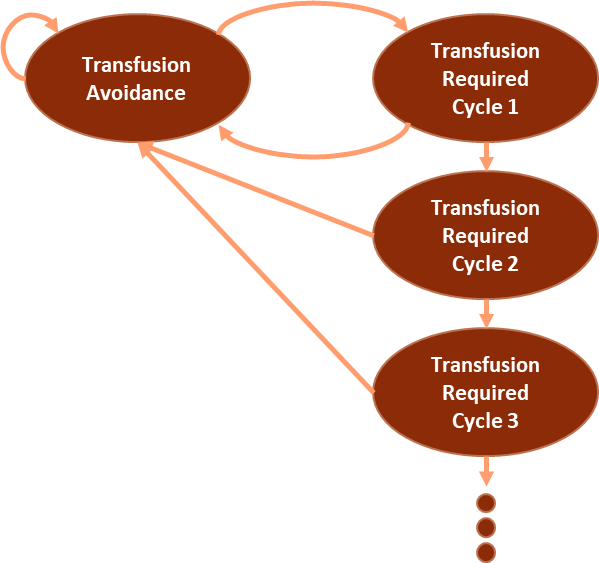 Transfusion
Avoidance
Transfusion
Required
Cycle 1
Transfusion
Required
Cycle 2
Transfusion
Required
Cycle 3